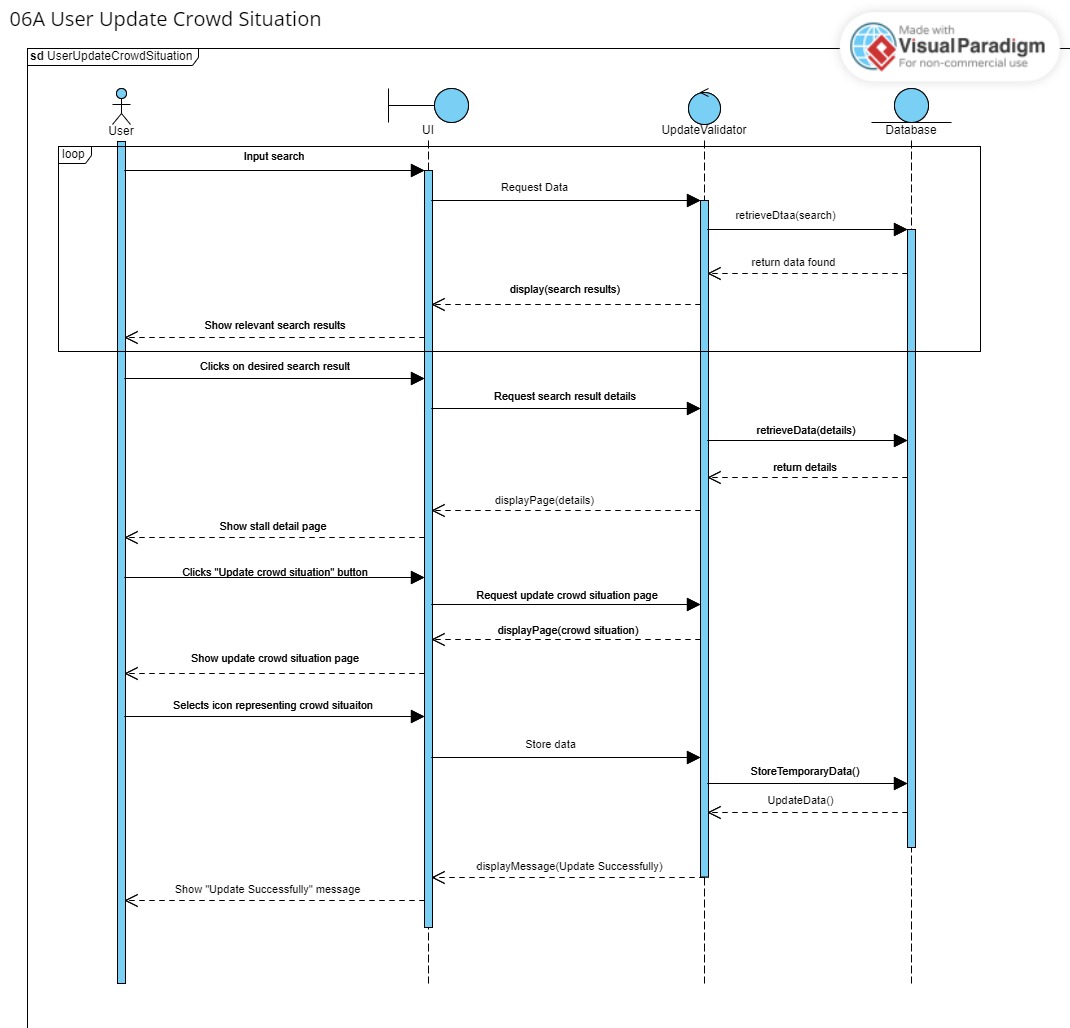 06A User Update Crowd Situation
Made with
VisualParadigm
For non-commercial use
sd UserUpdateCrowdSituation
User
UI
UpdateValidator
Database
loop
Input search
Request Data
retrieveDtaa(search)
return data found
display(search results)
Show relevant search results
Clicks on desired search result
Request search result details
retrieveData(details)
return details
displayPage(details)
Show stall detail page
Clicks "Update crowd situation" button
Request update crowd situation page
displayPage(crowd situation)
Show update crowd situation page
Selects icon representing crowd situaiton
Store data
StoreTemporaryData()
UpdateData()
displayMessage(Update Successfully)
Show "Update Successfully" message